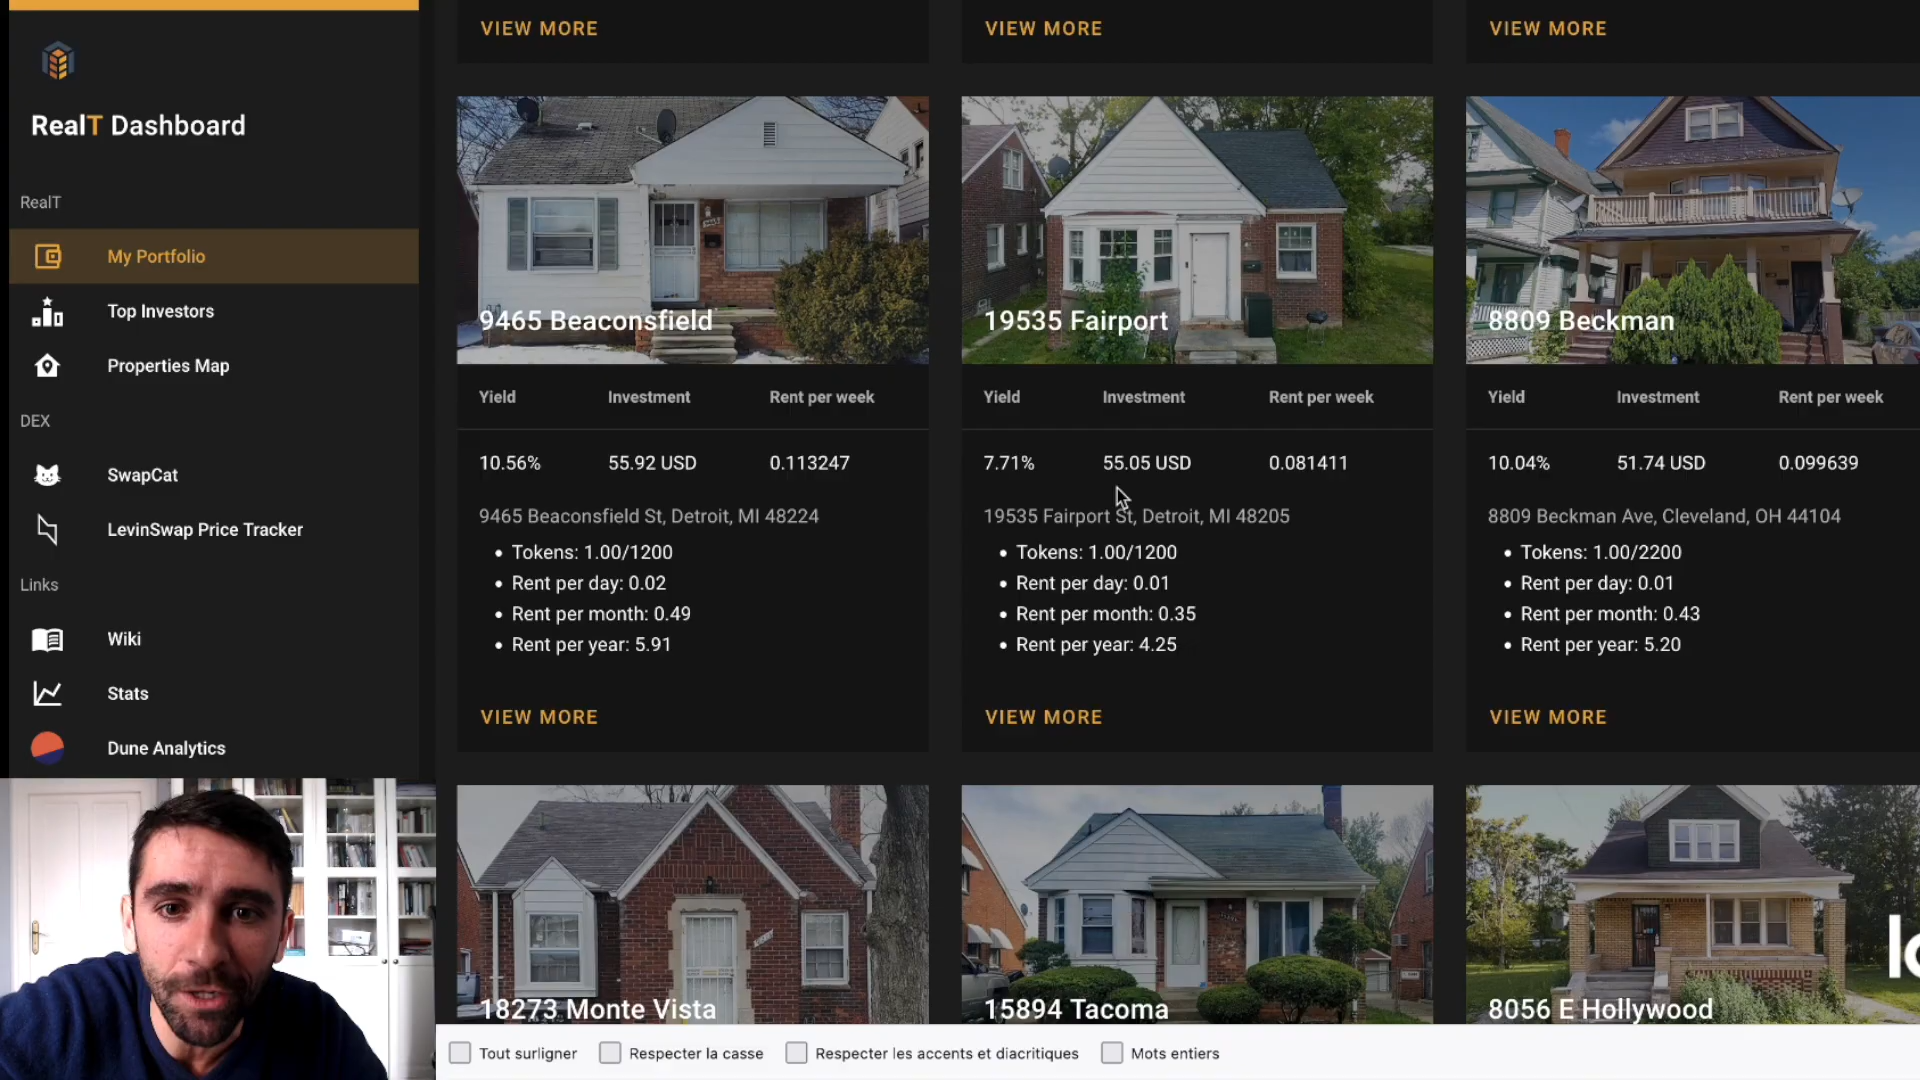 VIEW MORE
VIEW MORE
VIEW MORE
RealT Dashboard
RealT
My Portfolio
Top Investors
Properties Map
DEX
SwapCat
LevinSwap Price Tracker
Links
Wiki
Stats
Dune Analytics
9465 Beaconsfield
Yield Investment Rent per week
10.56% 55.92 USD 0.113247
9465 Beaconsfield St, Detroit, MI 48224
• Tokens: 1.00/1200
• Rent per day: 0.02
• Rent per month: 0.49
• Rent per year: 5.91
VIEW MORE
19535 Fairport
Yield Investment Rent per week
7.71% 55.05 USD 0.081411
19535 Fairport St, Detroit, MI 48205
• Tokens: 1.00/1200
• Rent per day: 0.01
• Rent per month: 0.35
• Rent per year: 4.25
VIEW MORE
8809 Beckman
Yield Investment Rent per week
10.04% 51.74 USD 0.099639
8809 Beckman Ave, Cleveland, OH 44104
• Tokens: 1.00/2200
• Rent per day: 0.01
• Rent per month: 0.43
• Rent per year: 5.20
VIEW MORE
18273 Monte Vista
15894 Tacoma
8056 E Hollywood
Tout surligner Respecter la casse Respecter les accents et diacritiques Mots entiers